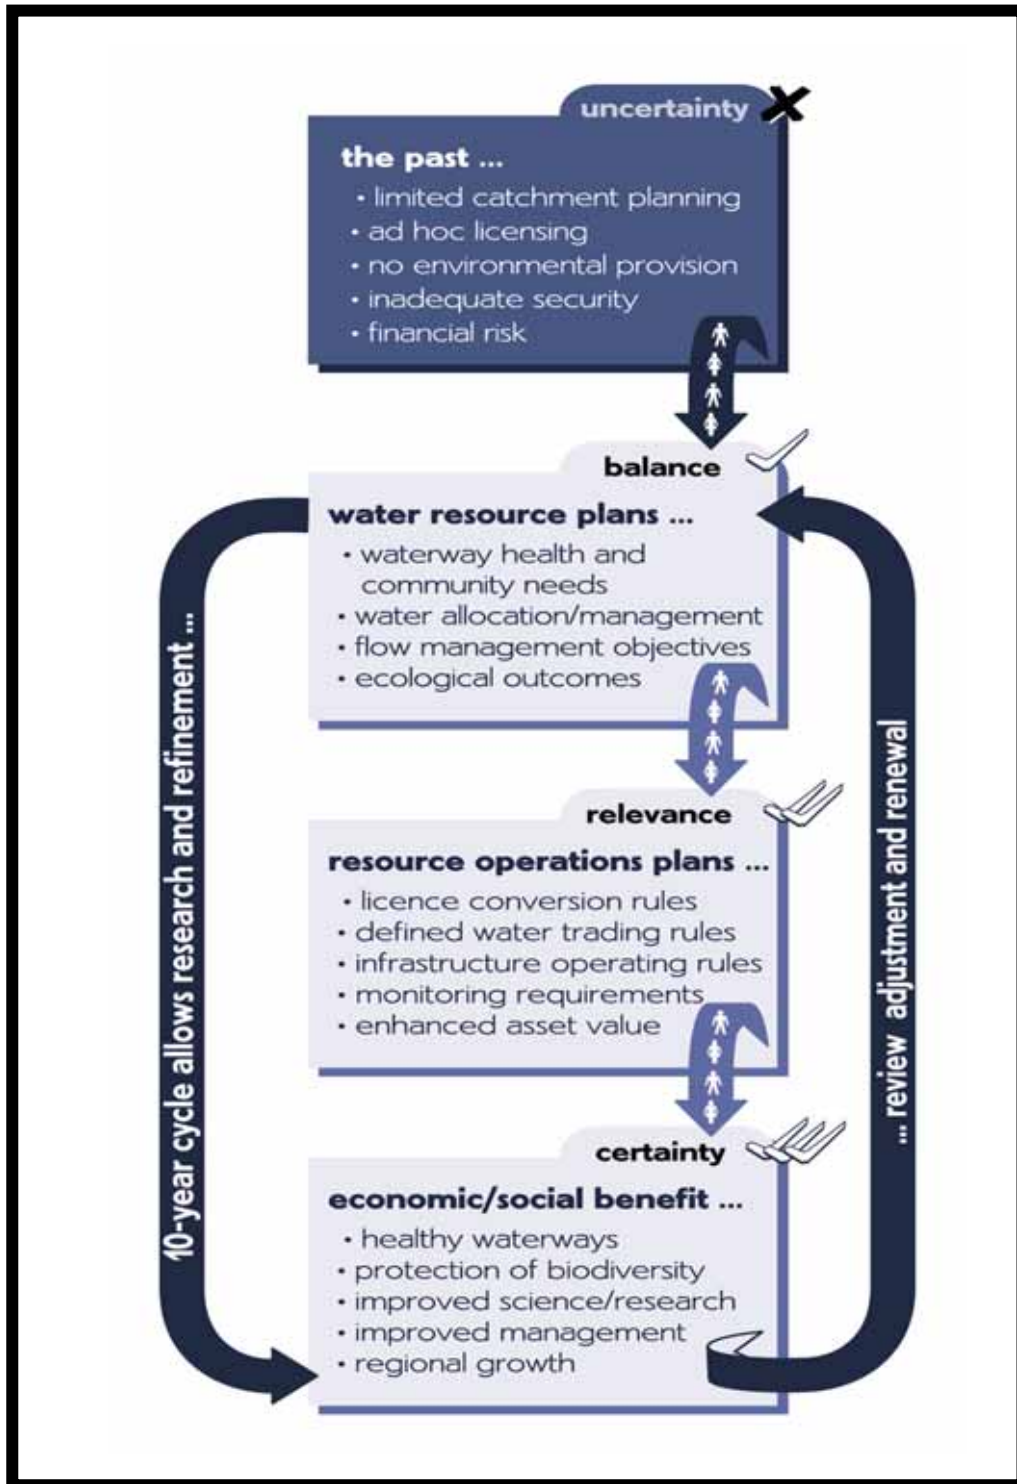 uncertainty
the past ...
• limited catchment planning
• ad hoc licensing
• no environmental provision
• inadequate security
• financial risk
balance
water resource plans ...
• waterway health and
community needs
• water allocation/management
• flow management objectives
• ecological outcomes
relevance
resource operations plans ...
• licence conversion rules
• defined water trading rules
• infrastructure operating rules
• monitoring requirements
• enhanced asset value
certainty
economic/social benefit ...
• healthy waterways
• protection of biodiversity
• improved science/research
• improved management
• regional growth
10-year cycle allows research and refinement ...
... review adjustment and renewal